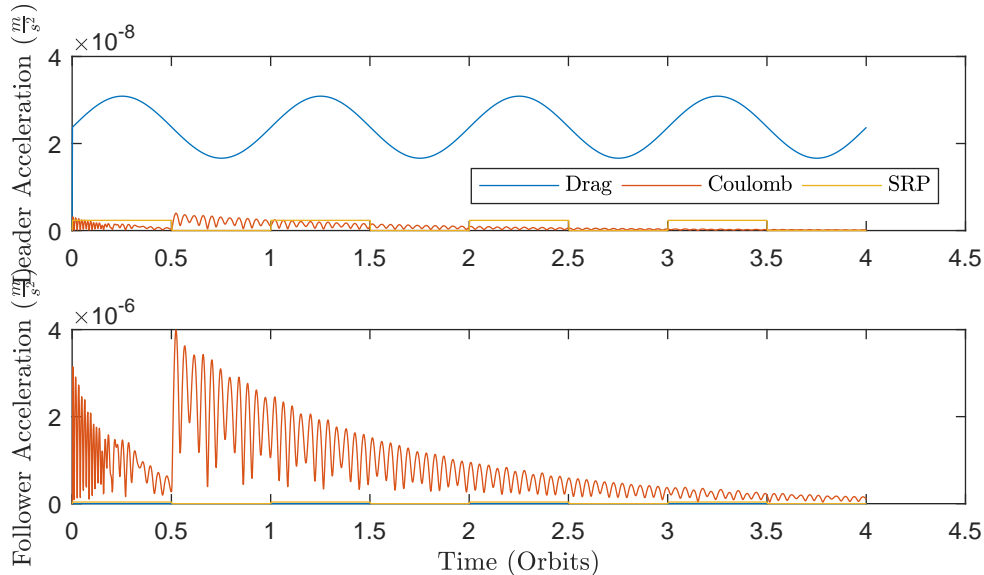 Leader Acceleration (m/s²)
×10⁻⁸
4
2
0
Drag Coulomb SRP
0 0.5 1 1.5 2 2.5 3 3.5 4 4.5
Follower Acceleration (m/s²)
×10⁻⁶
4
2
0
0 0.5 1 1.5 2 2.5 3 3.5 4 4.5
Time (Orbits)